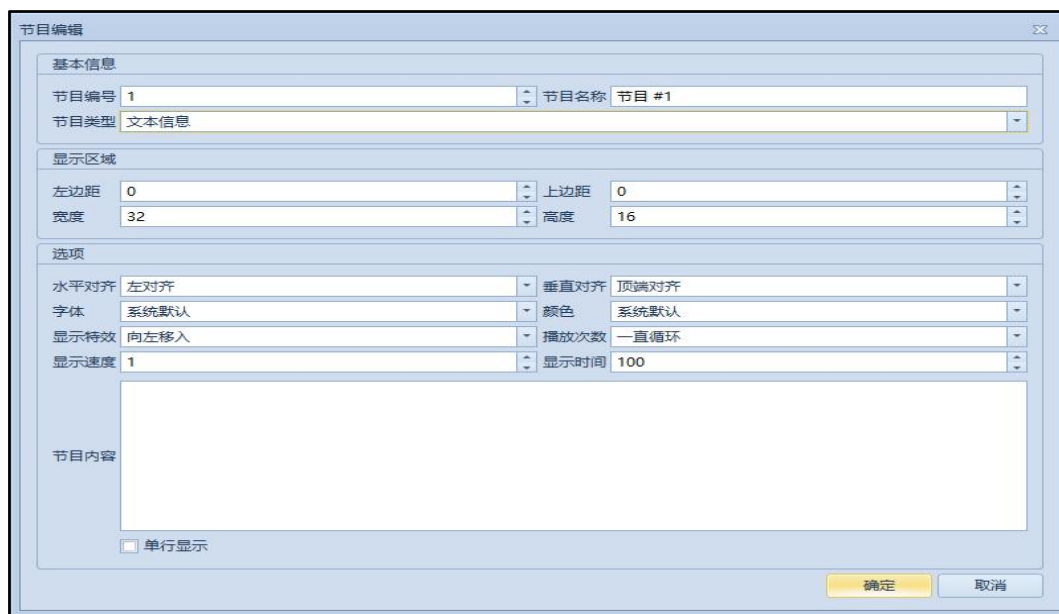 节目编辑
基本信息
节目编号 1 节目名称 节目 #1
节目类型 文本信息
显示区域
左边距 0 上边距 0
宽度 32 高度 16
选项
水平对齐 左对齐 垂直对齐 顶端对齐
字体 系统默认 颜色 系统默认
显示特效 向左移入 播放次数 一直循环
显示速度 1 显示时间 100
节目内容
单行显示
确定 取消